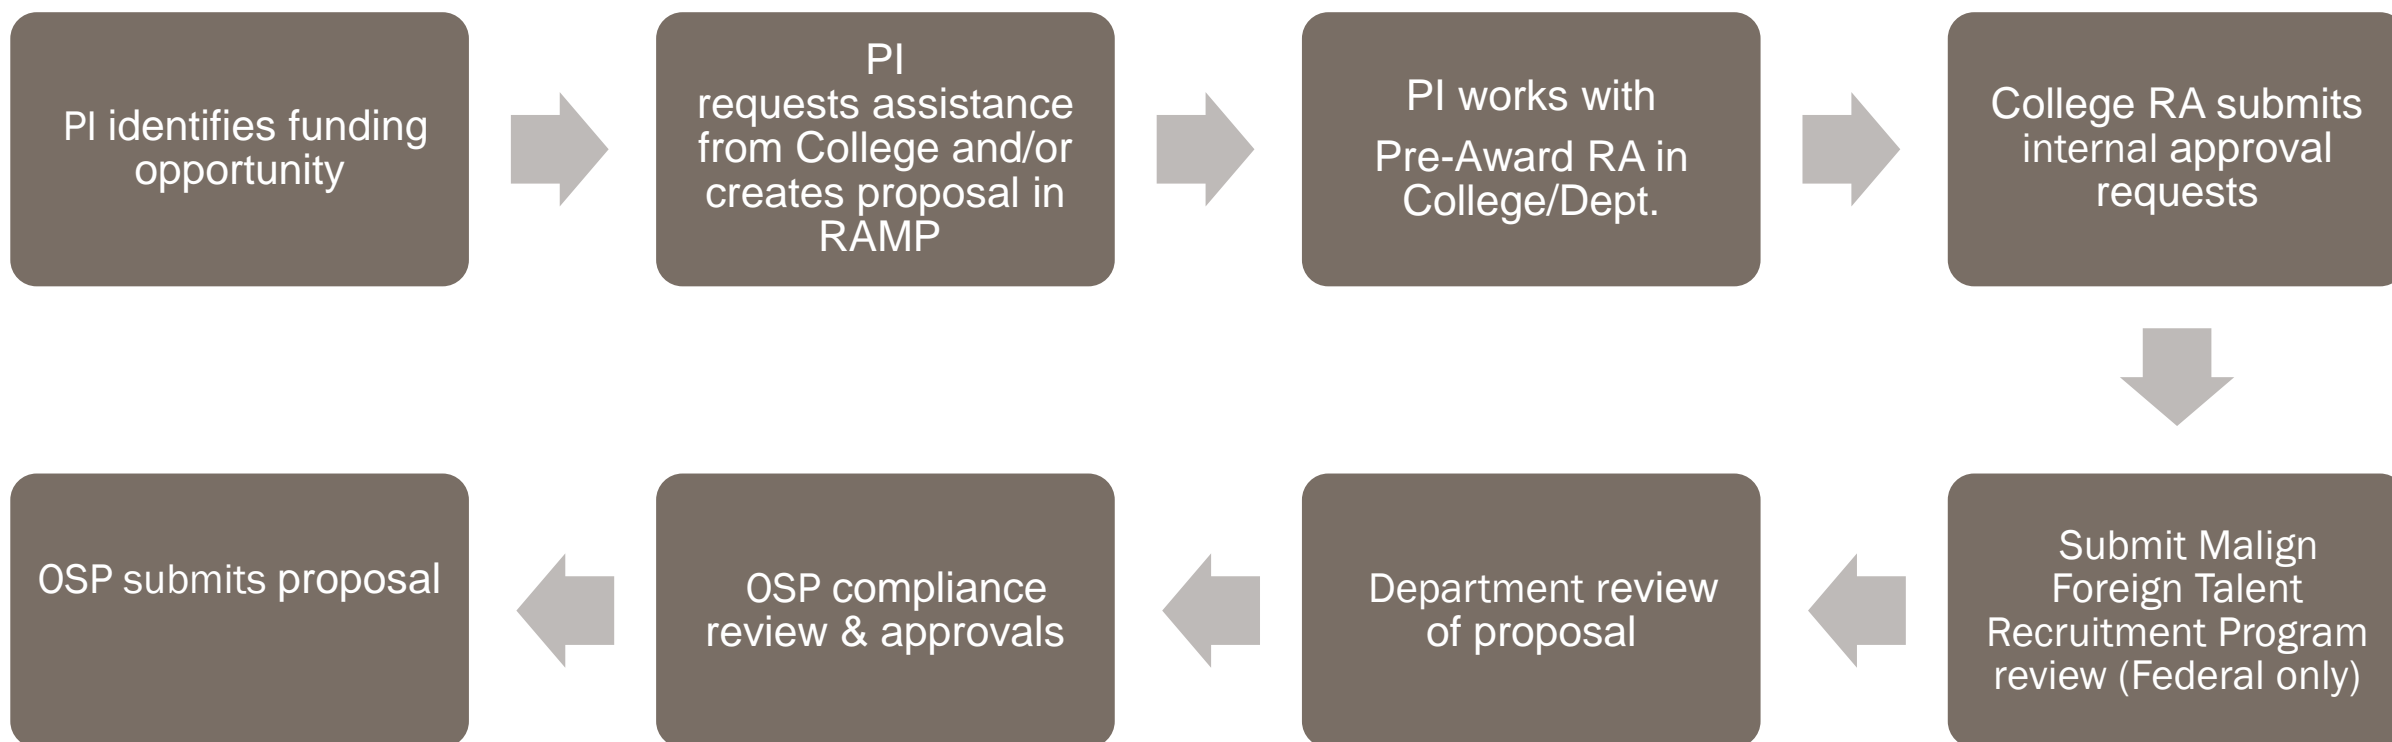 PI identifies funding
opportunity
PI
requests assistance
from College and/or
creates proposal in
RAMP
PI works with
Pre-Award RA in
College/Dept.
College RA submits
internal approval
requests
Submit Malign
Foreign Talent
Recruitment Program
review (Federal only)
Department review
of proposal
OSP compliance
review & approvals
OSP submits proposal